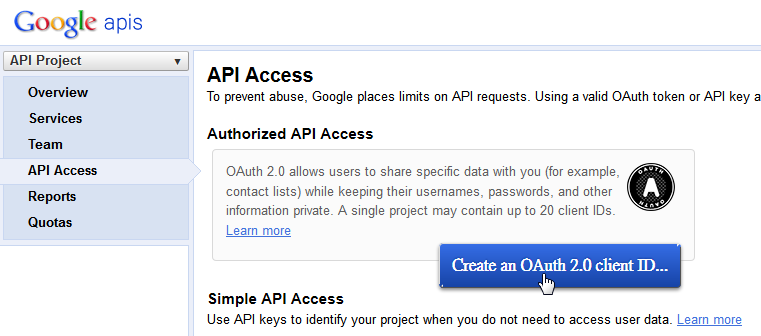 Google apis
API Project
Overview
Services
Team
API Access
Reports
Quotas
API Access
To prevent abuse, Google places limits on API requests. Using a valid OAuth token or API key a
Authorized API Access
OAuth 2.0 allows users to share specific data with you (for example,
contact lists) while keeping their usernames, passwords, and other
information private. A single project may contain up to 20 client IDs.
Learn more
OAUTH
A
OAUTH
Create an OAuth 2.0 client ID...
Simple API Access
Use API keys to identify your project when you do not need to access user data. Learn more